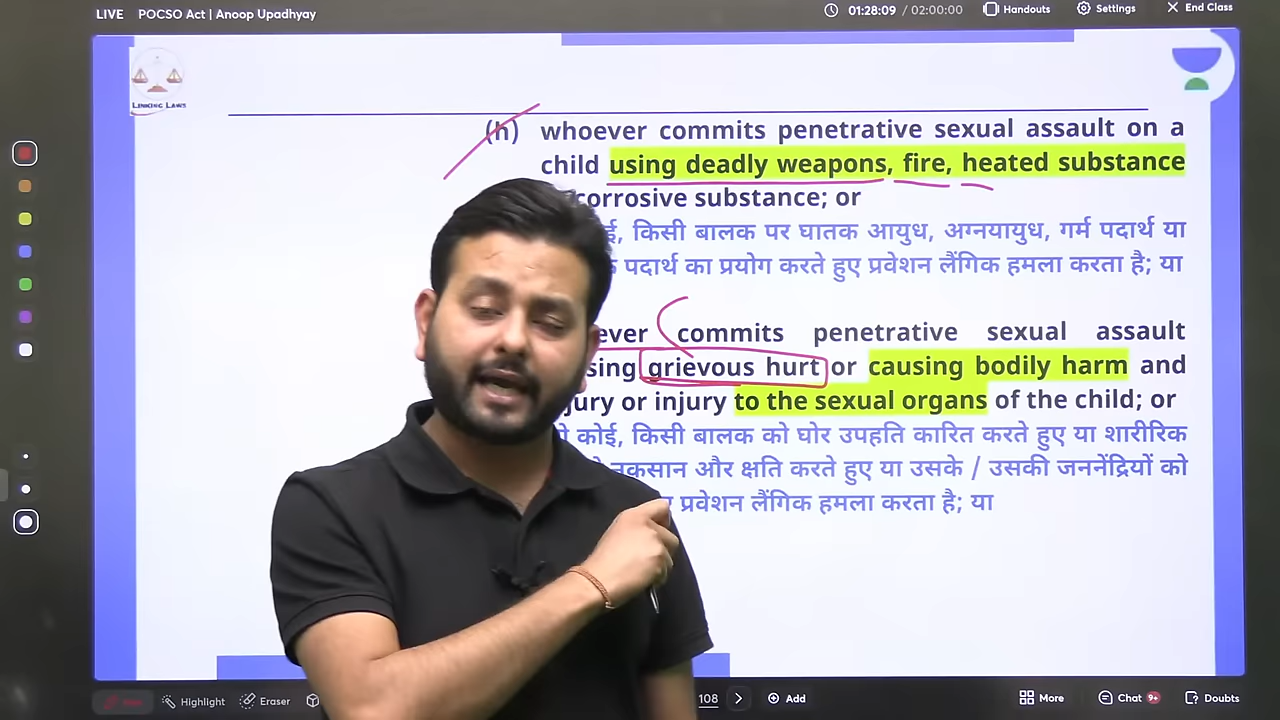 LIVE POCSO Act | Anoop Upadhyay 01:28:09 / 02:00:00 Handouts Settings End Class
LINKING LAWS
(h) whoever commits penetrative sexual assault on a
child using deadly weapons, fire, heated substance
corrosive substance; or
किसी बालक पर घातक आयुध, अग्नयायुध, गर्म पदार्थ या
पदार्थ का प्रयोग करते हुए प्रवेशन लैंगिक हमला करता है; या
commits penetrative sexual assault
grievous hurt or causing bodily harm and
or injury to the sexual organs of the child; or
कोई, किसी बालक को घोर उपहति कारित करते हुए या शारीरिक
नुकसान और क्षति करते हुए या उसके / उसकी जननेंद्रियों को
प्रवेशन लैंगिक हमला करता है; या
Highlight Eraser 108 Add More Chat 9+ Doubts